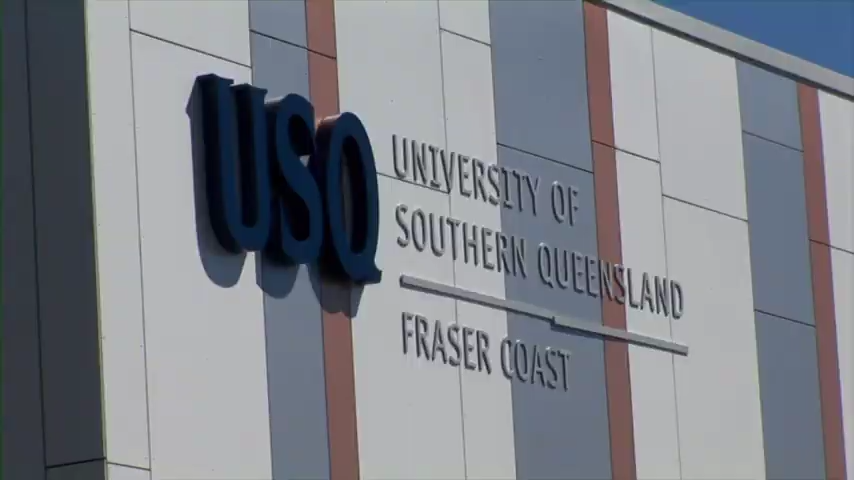 USQ
UNIVERSITY OF
SOUTHERN QUEENSLAND
FRASER COAST